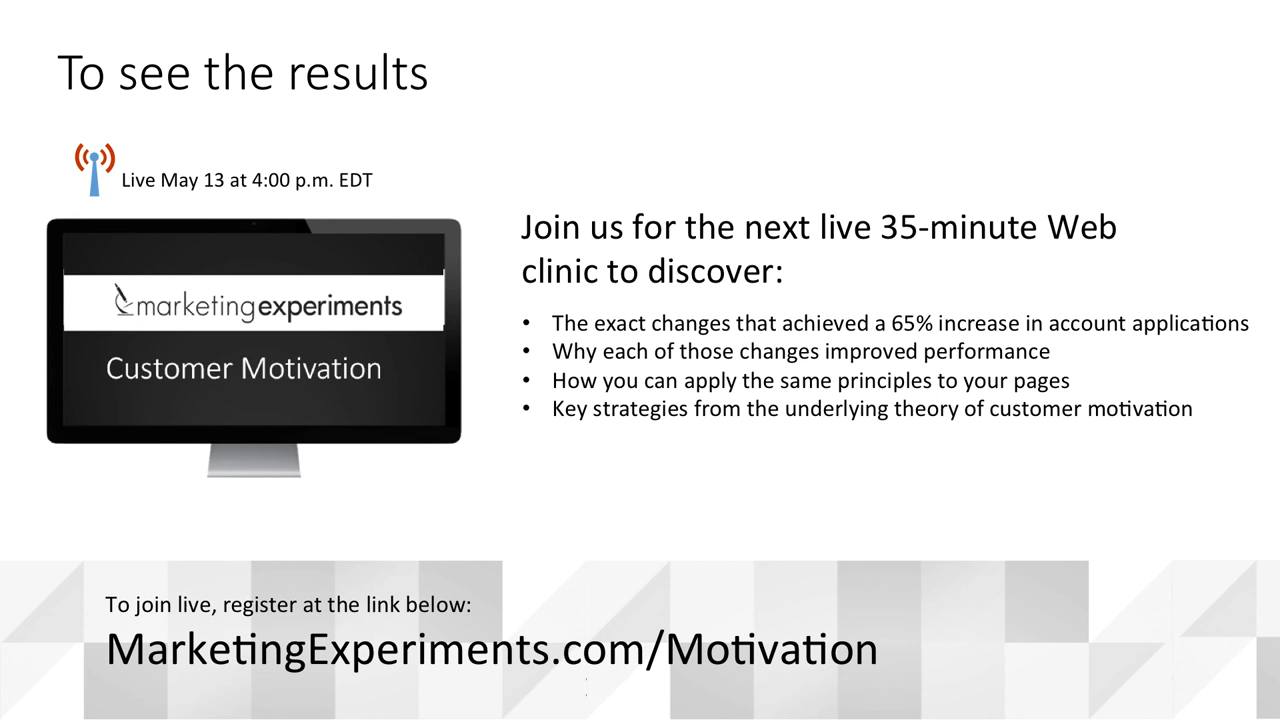 To see the results
Live May 13 at 4:00 p.m. EDT
marketingexperiments
Customer Motivation
Join us for the next live 35-minute Web
clinic to discover:
• The exact changes that achieved a 65% increase in account applications
• Why each of those changes improved performance
• How you can apply the same principles to your pages
• Key strategies from the underlying theory of customer motivation
To join live, register at the link below:
MarketingExperiments.com/Motivation